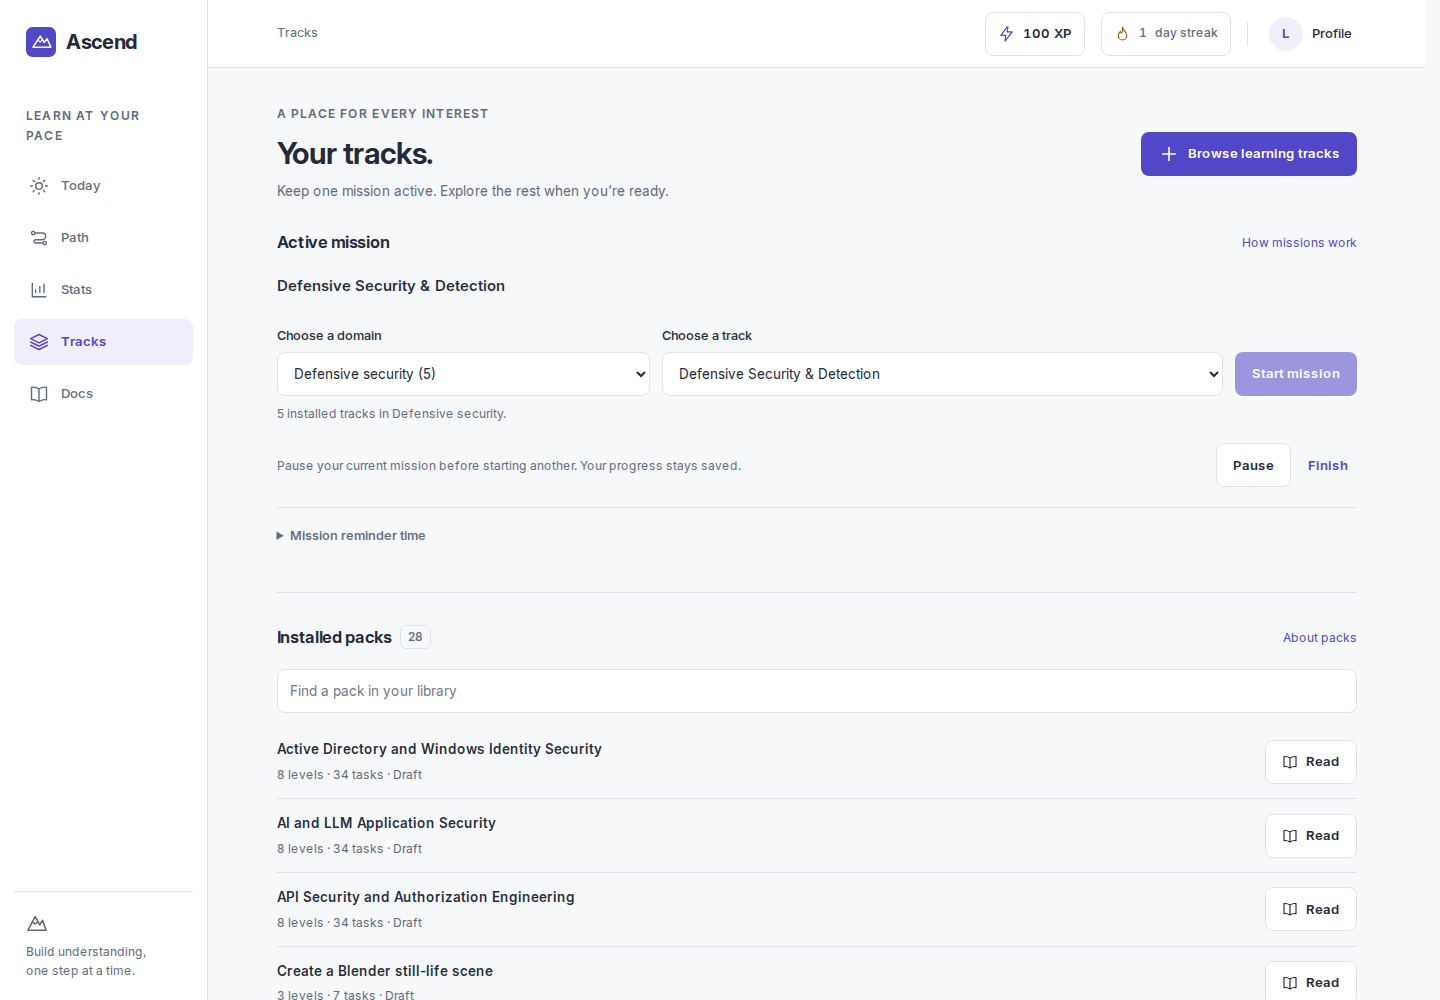 Ascend
LEARN AT YOUR
PACE
Today
Path
Stats
Tracks
Docs
Build understanding,
one step at a time.
Tracks
100 XP
1 day streak
L
Profile
A PLACE FOR EVERY INTEREST
Your tracks.
Keep one mission active. Explore the rest when you're ready.
Browse learning tracks
Active mission
How missions work
Defensive Security & Detection
Choose a domain
Choose a track
Defensive security (5)
Defensive Security & Detection
Start mission
5 installed tracks in Defensive security.
Pause your current mission before starting another. Your progress stays saved.
Pause
Finish
Mission reminder time
Installed packs 28
About packs
Find a pack in your library
Active Directory and Windows Identity Security
8 levels · 34 tasks · Draft
Read
AI and LLM Application Security
8 levels · 34 tasks · Draft
Read
API Security and Authorization Engineering
8 levels · 34 tasks · Draft
Read
Create a Blender still-life scene
3 levels · 7 tasks · Draft
Read